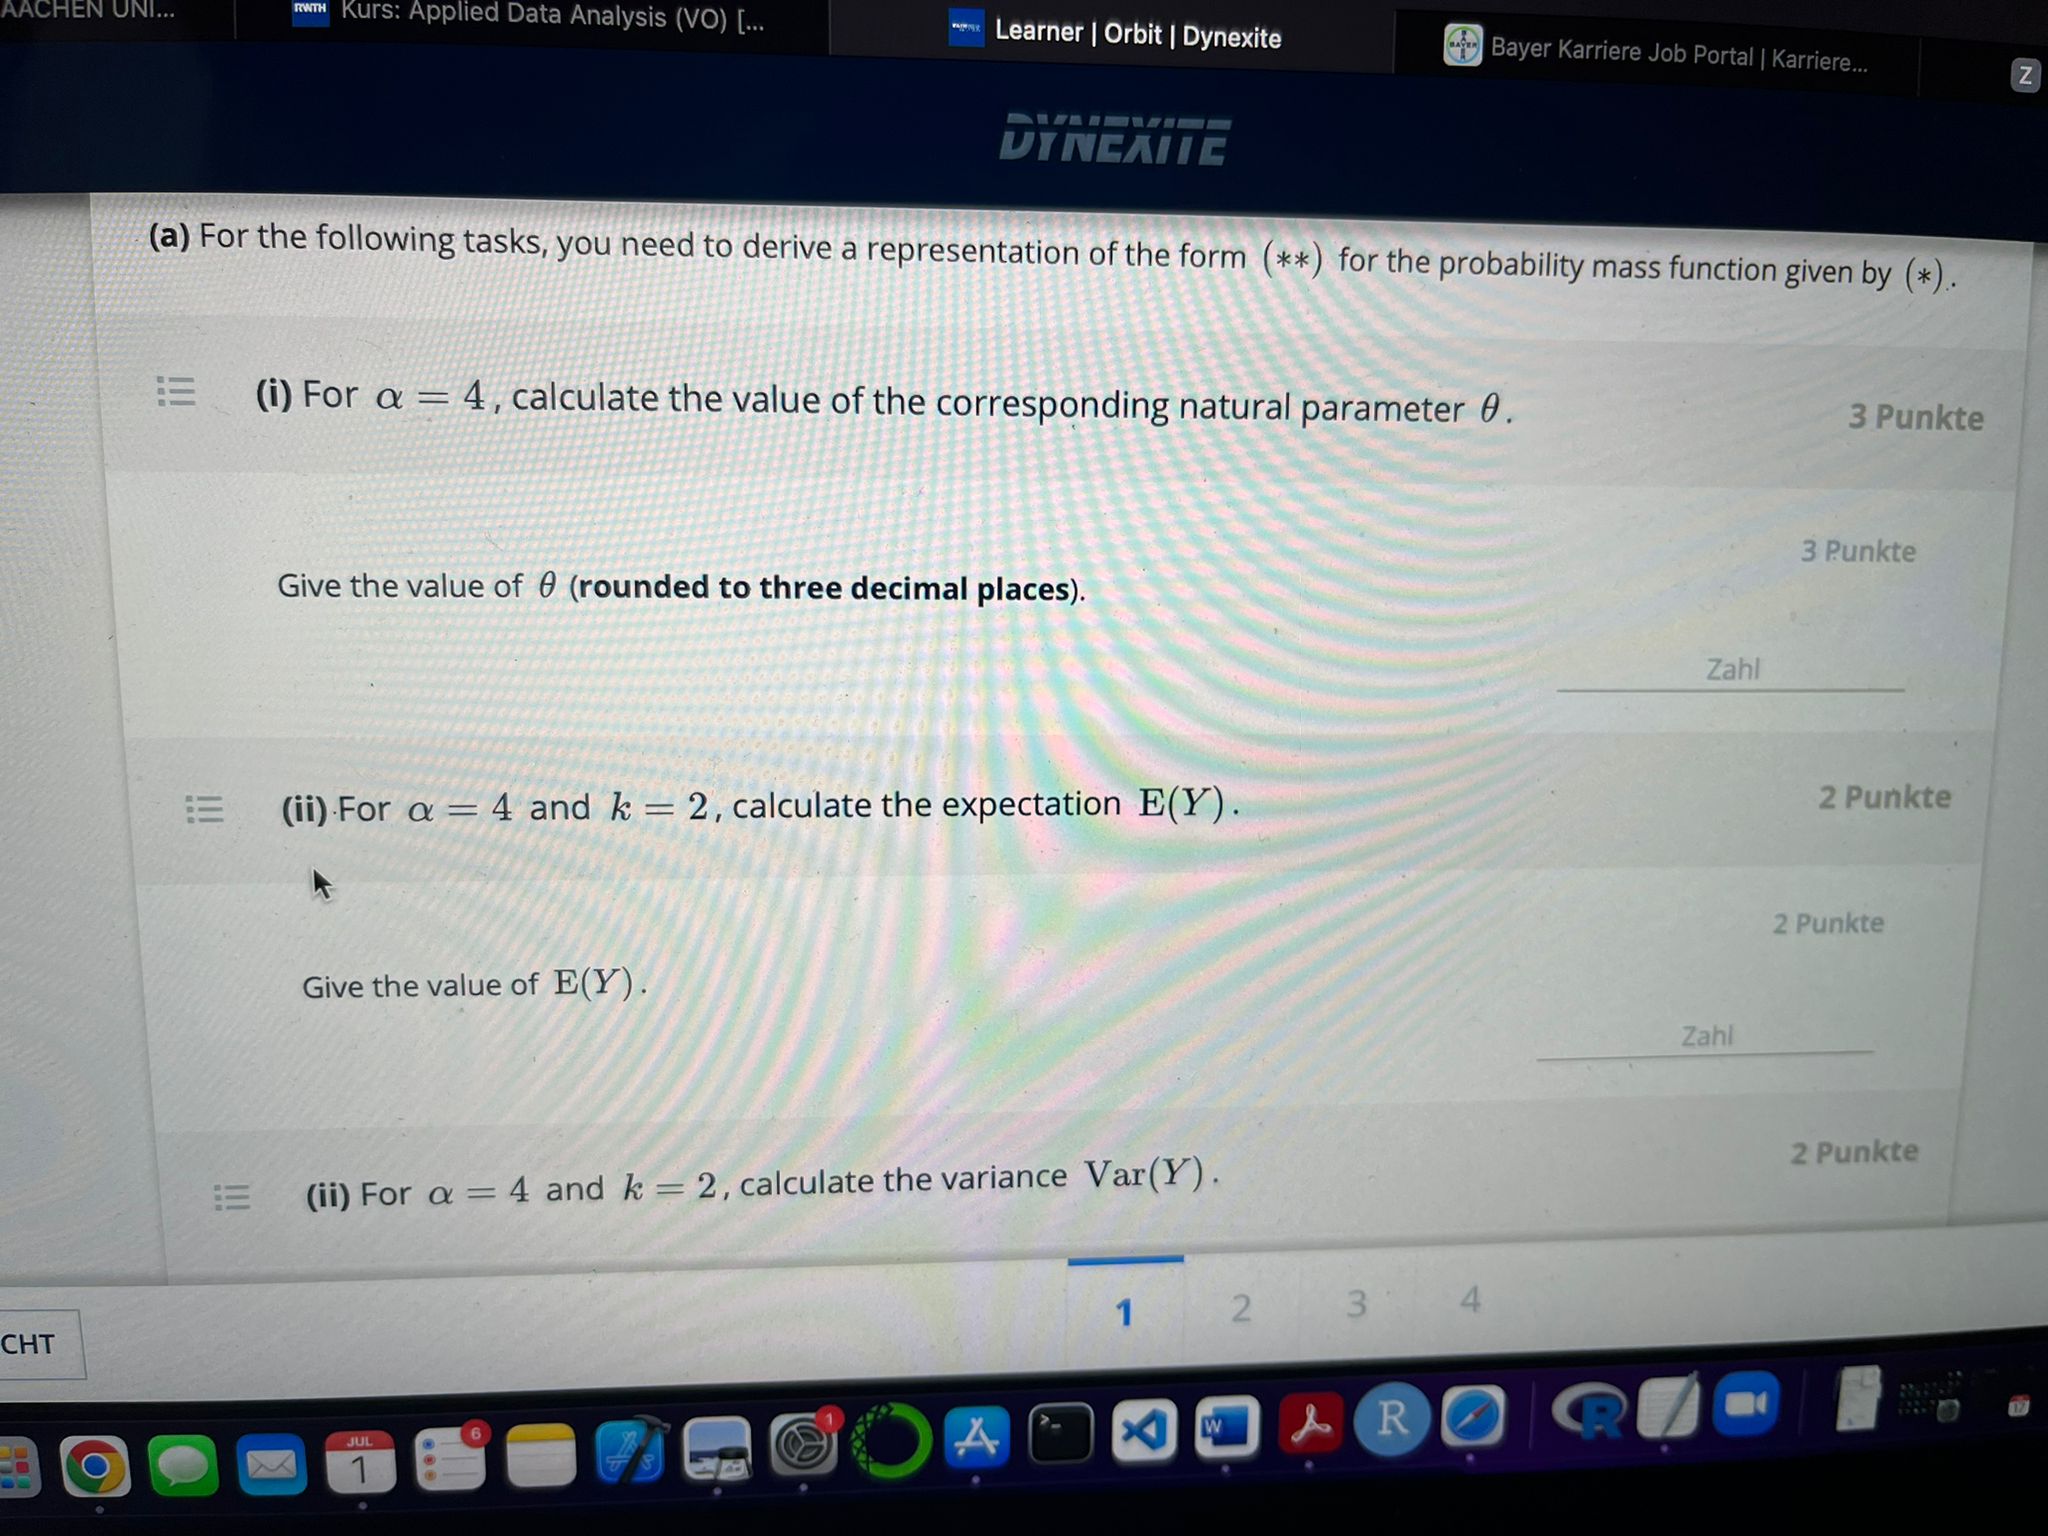 AACHEN UNI...
RWTH Kurs: Applied Data Analysis (VO) [...
Learner | Orbit | Dynexite
BAYER Bayer Karriere Job Portal | Karriere...
Z
DYNEXITE
(a) For the following tasks, you need to derive a representation of the form (**) for the probability mass function given by (*)..
(i) For α = 4, calculate the value of the corresponding natural parameter θ.
3 Punkte
3 Punkte
Give the value of θ (rounded to three decimal places).
Zahl
(ii) For α = 4 and k = 2, calculate the expectation E(Y).
2 Punkte
2 Punkte
Give the value of E(Y).
Zahl
(ii) For α = 4 and k = 2, calculate the variance Var(Y).
2 Punkte
1 2 3 4
CHT
JUL
1
6
1
W
R
R
17